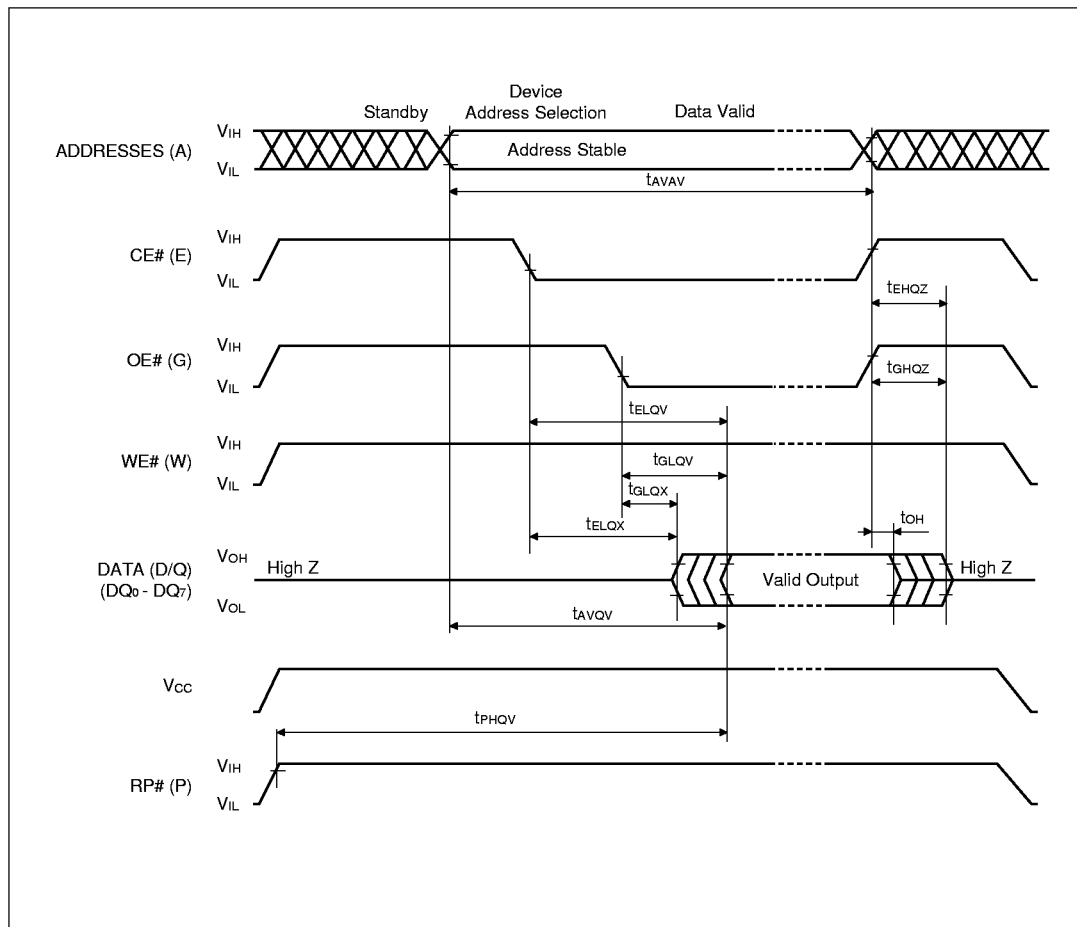 Standby
Device
Address Selection
Data Valid
ADDRESSES (A)
VIH
VIL
Address Stable
tAVAV
CE# (E)
VIH
VIL
tEHQZ
OE# (G)
VIH
VIL
tGHQZ
tELQV
WE# (W)
VIH
VIL
tGLQV
tGLQX
tELQX
tOH
DATA (D/Q)
(DQ0 - DQ7)
VOH
VOL
High Z
Valid Output
High Z
tAVQV
VCC
tPHQV
RP# (P)
VIH
VIL